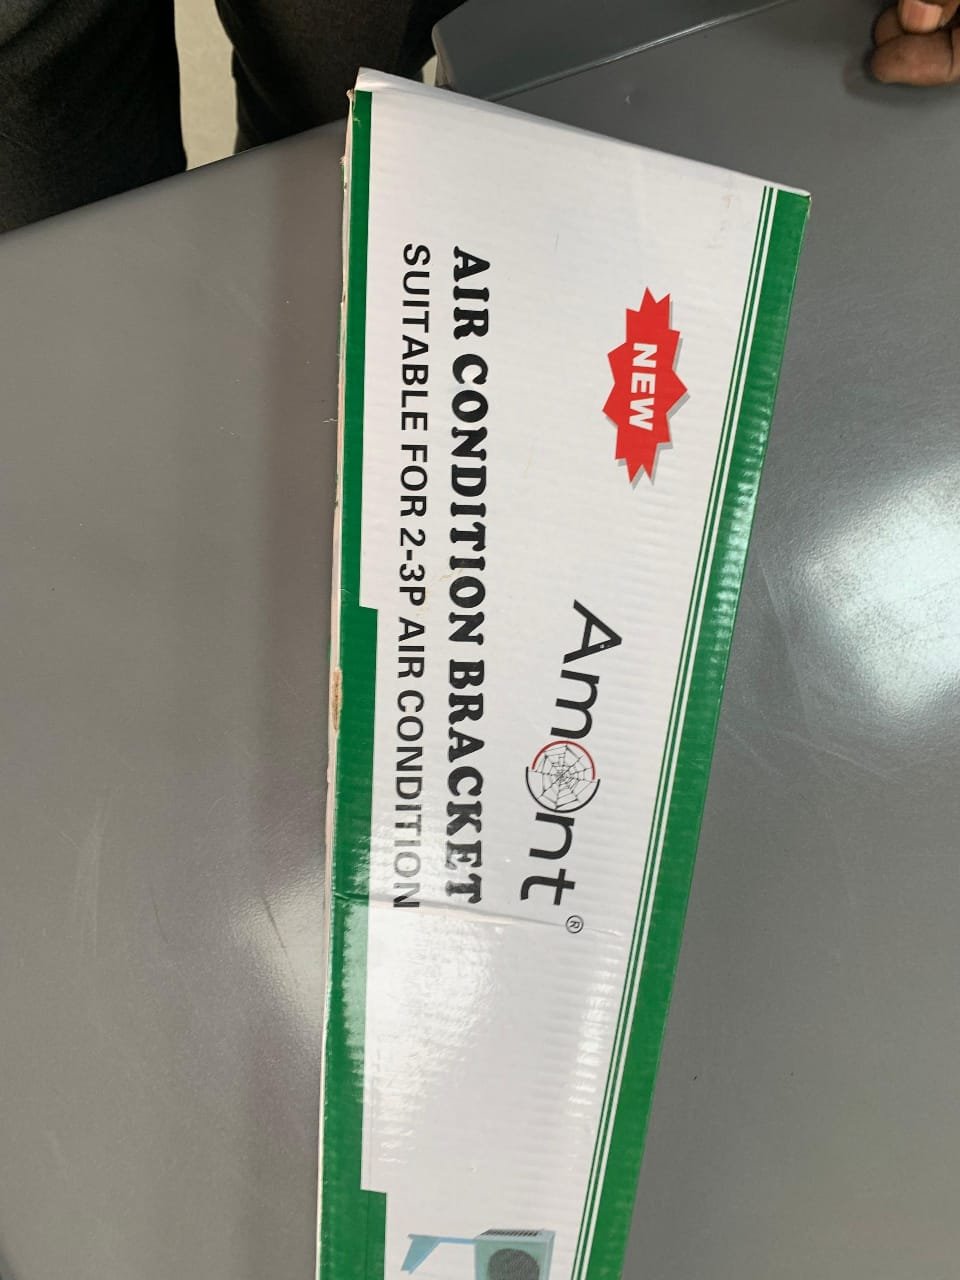 NEW
Amont®
AIR CONDITION BRACKET
SUITABLE FOR 2-3P AIR CONDITION